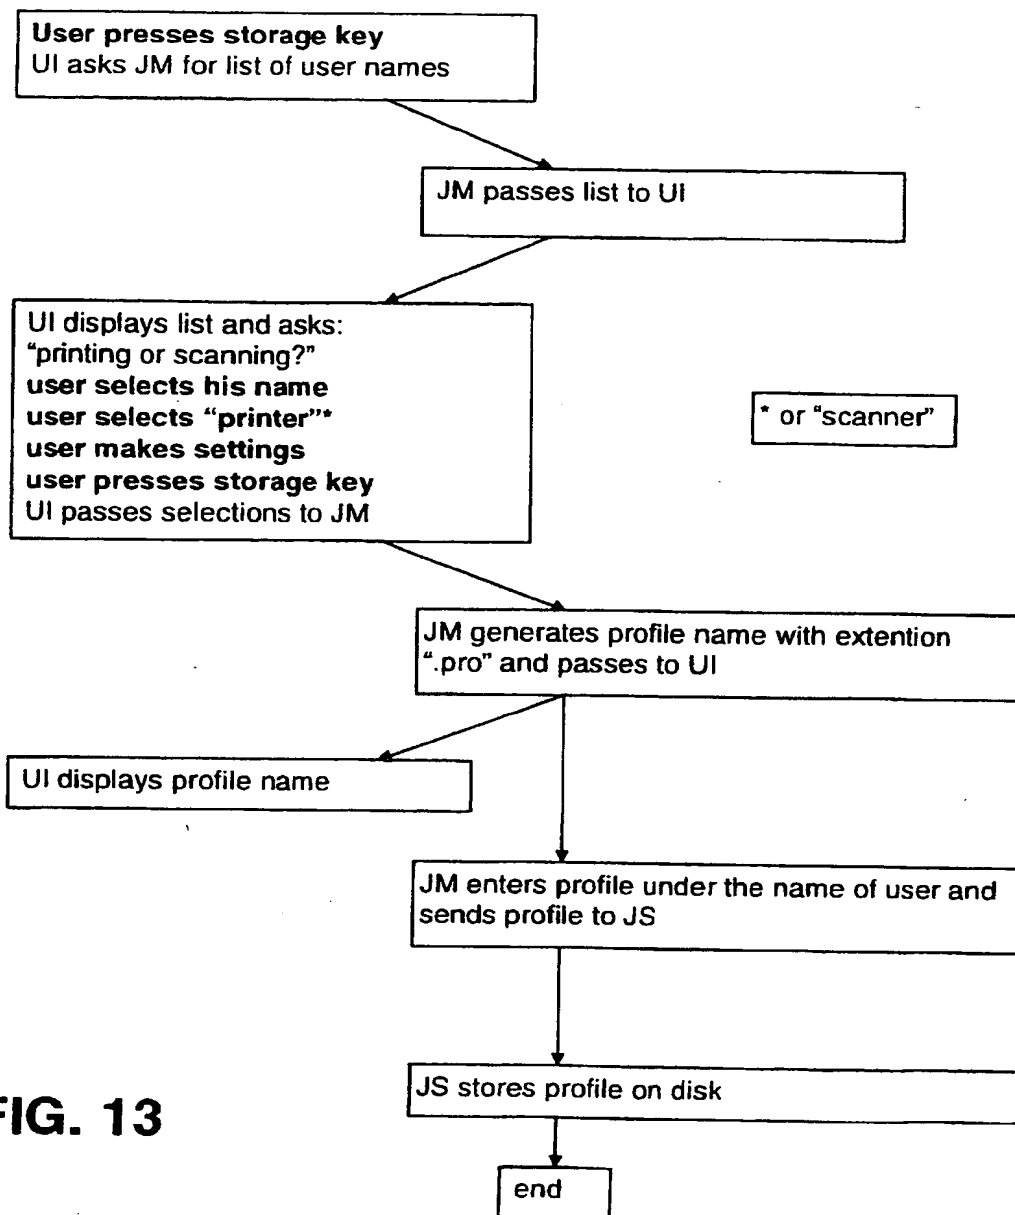 User presses storage key
UI asks JM for list of user names
JM passes list to UI
UI displays list and asks:
“printing or scanning?”
user selects his name
user selects “printer”*
user makes settings
user presses storage key
UI passes selections to JM
* or “scanner”
JM generates profile name with extention
“.pro” and passes to UI
UI displays profile name
JM enters profile under the name of user and
sends profile to JS
JS stores profile on disk
FIG. 13
end